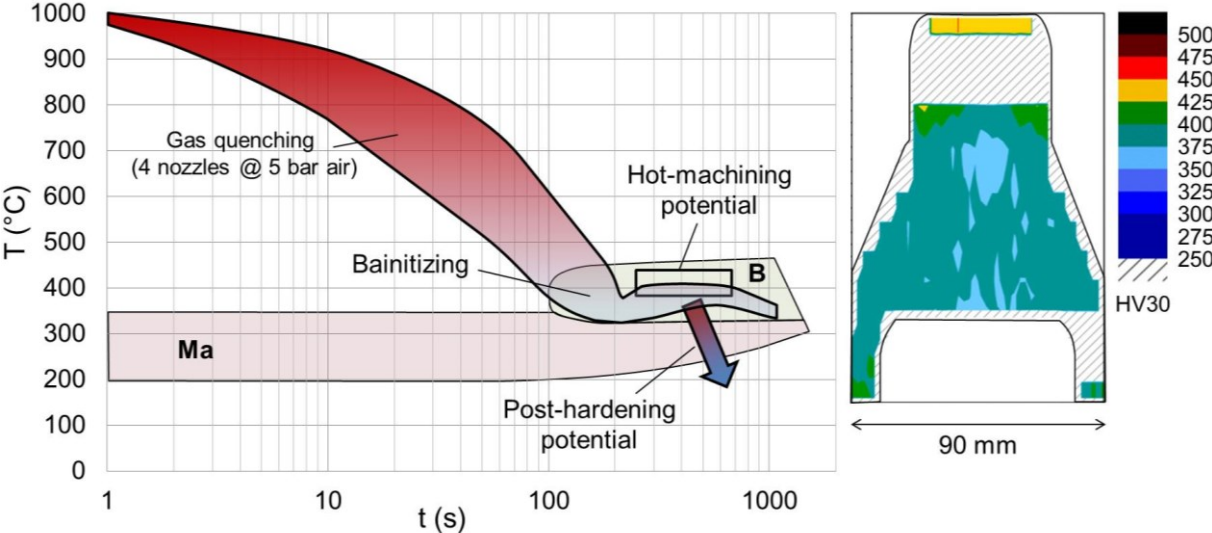 1000
900
800
700
600
500
400
300
200
100
0
T (°C)
1
10
100
1000
t (s)
Gas quenching
(4 nozzles @ 5 bar air)
Hot-machining
potential
Bainitizing
B
Ma
Post-hardening
potential
90 mm
500
475
450
425
400
375
350
325
300
275
250
HV30